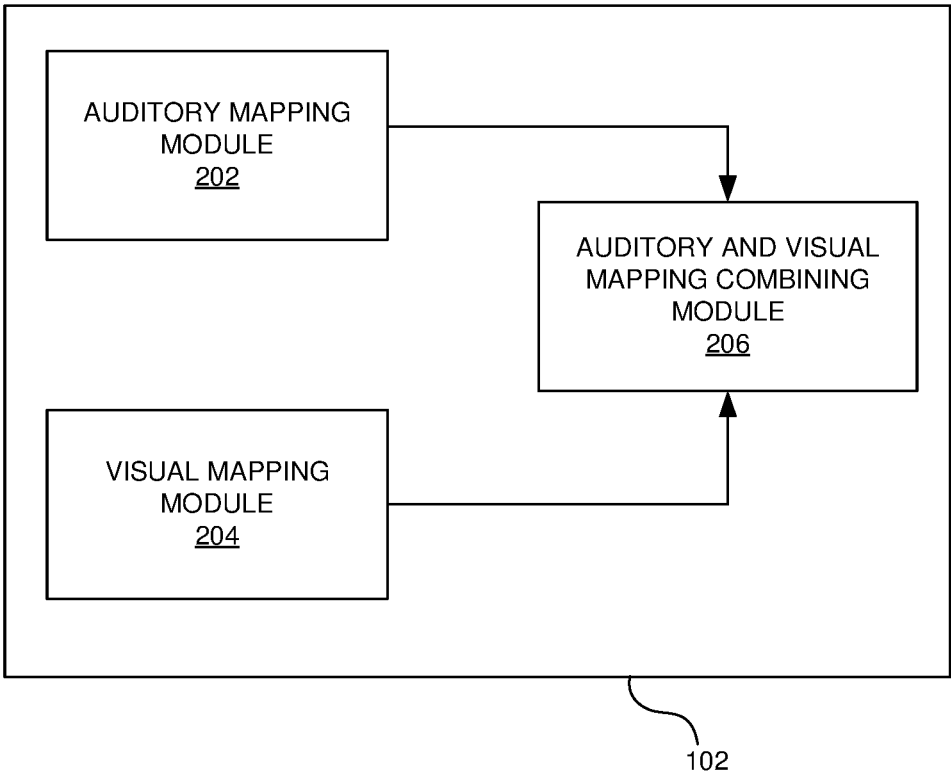 AUDITORY MAPPING
MODULE
202
AUDITORY AND VISUAL
MAPPING COMBINING
MODULE
206
VISUAL MAPPING
MODULE
204
102